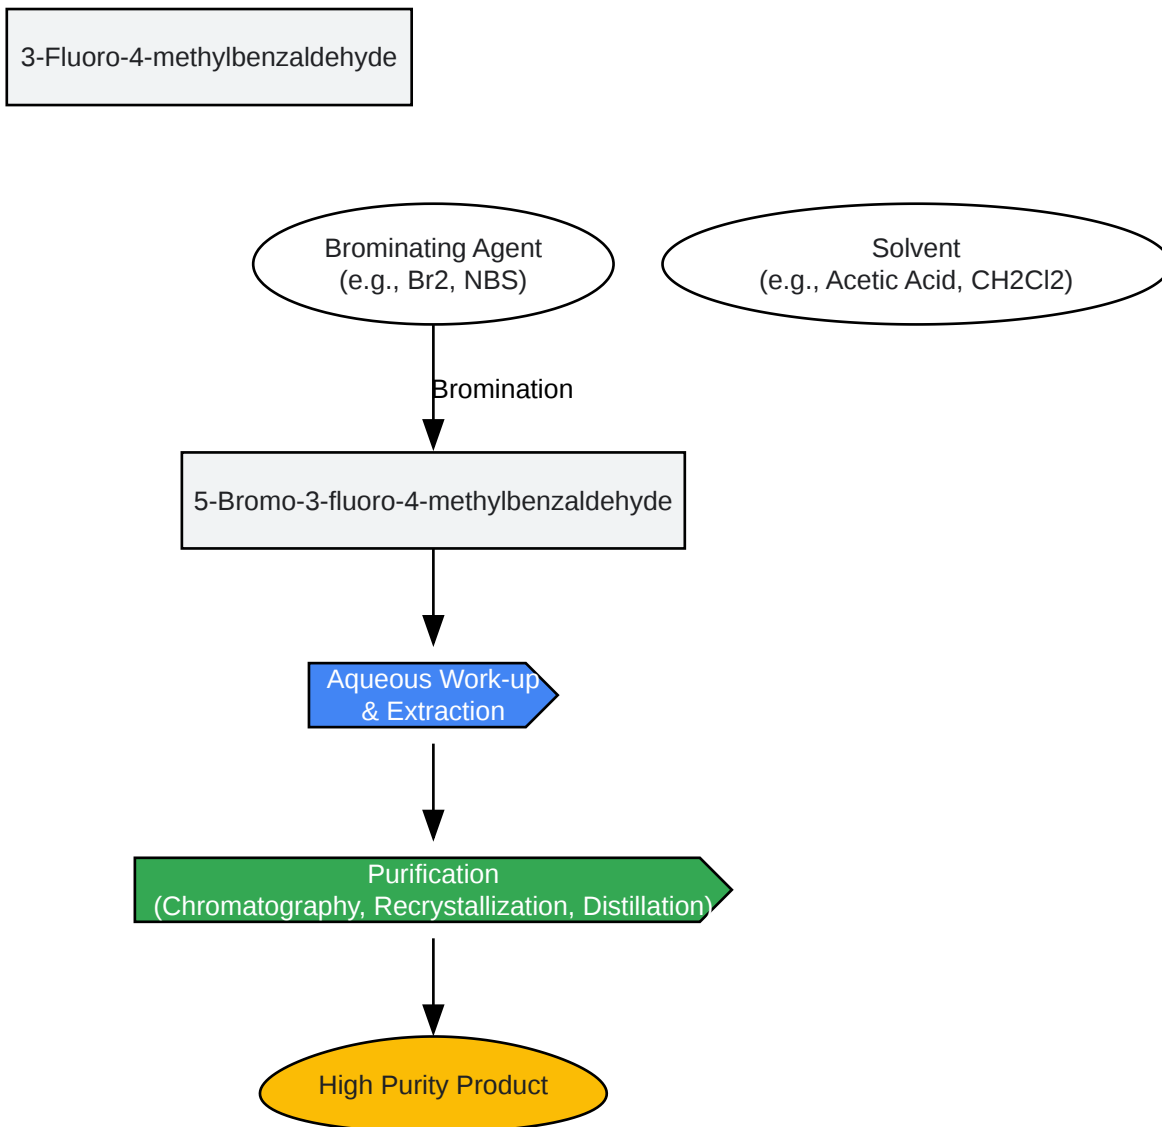 3-Fluoro-4-methylbenzaldehyde
Brominating Agent
(e.g., Br2, NBS)
Solvent
(e.g., Acetic Acid, CH2Cl2)
Bromination
5-Bromo-3-fluoro-4-methylbenzaldehyde
Aqueous Work-up
& Extraction
Purification
(Chromatography, Recrystallization, Distillation)
High Purity Product